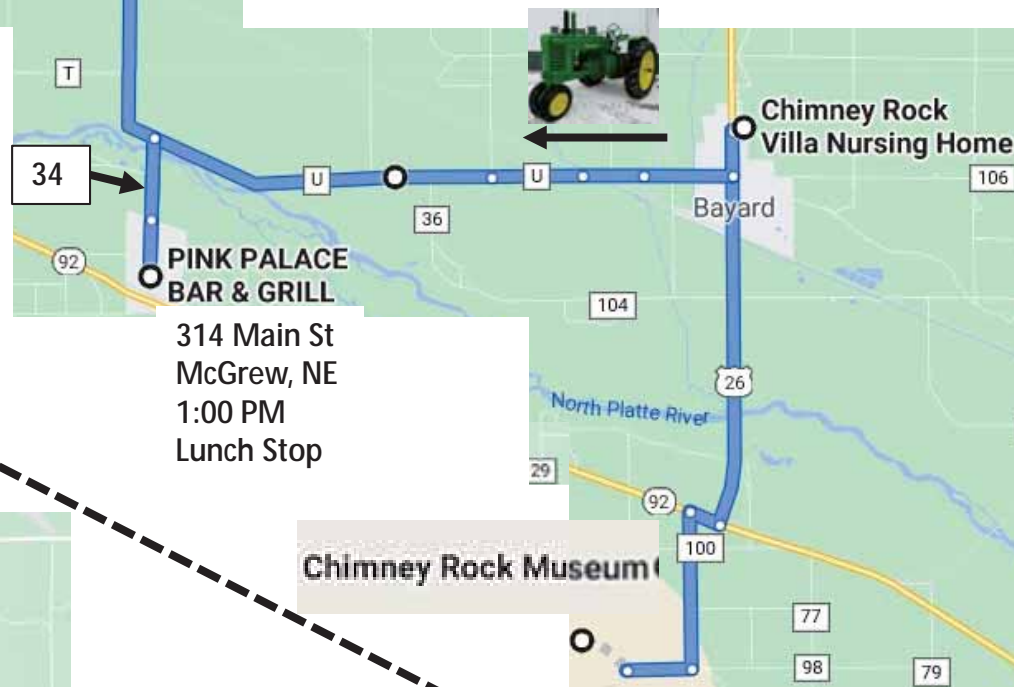 T
34
U
U
36
92
PINK PALACE
BAR & GRILL
314 Main St
McGrew, NE
1:00 PM
Lunch Stop
Chimney Rock
Villa Nursing Home
106
Bayard
104
26
North Platte River
29
92
100
Chimney Rock Museum
77
98
79